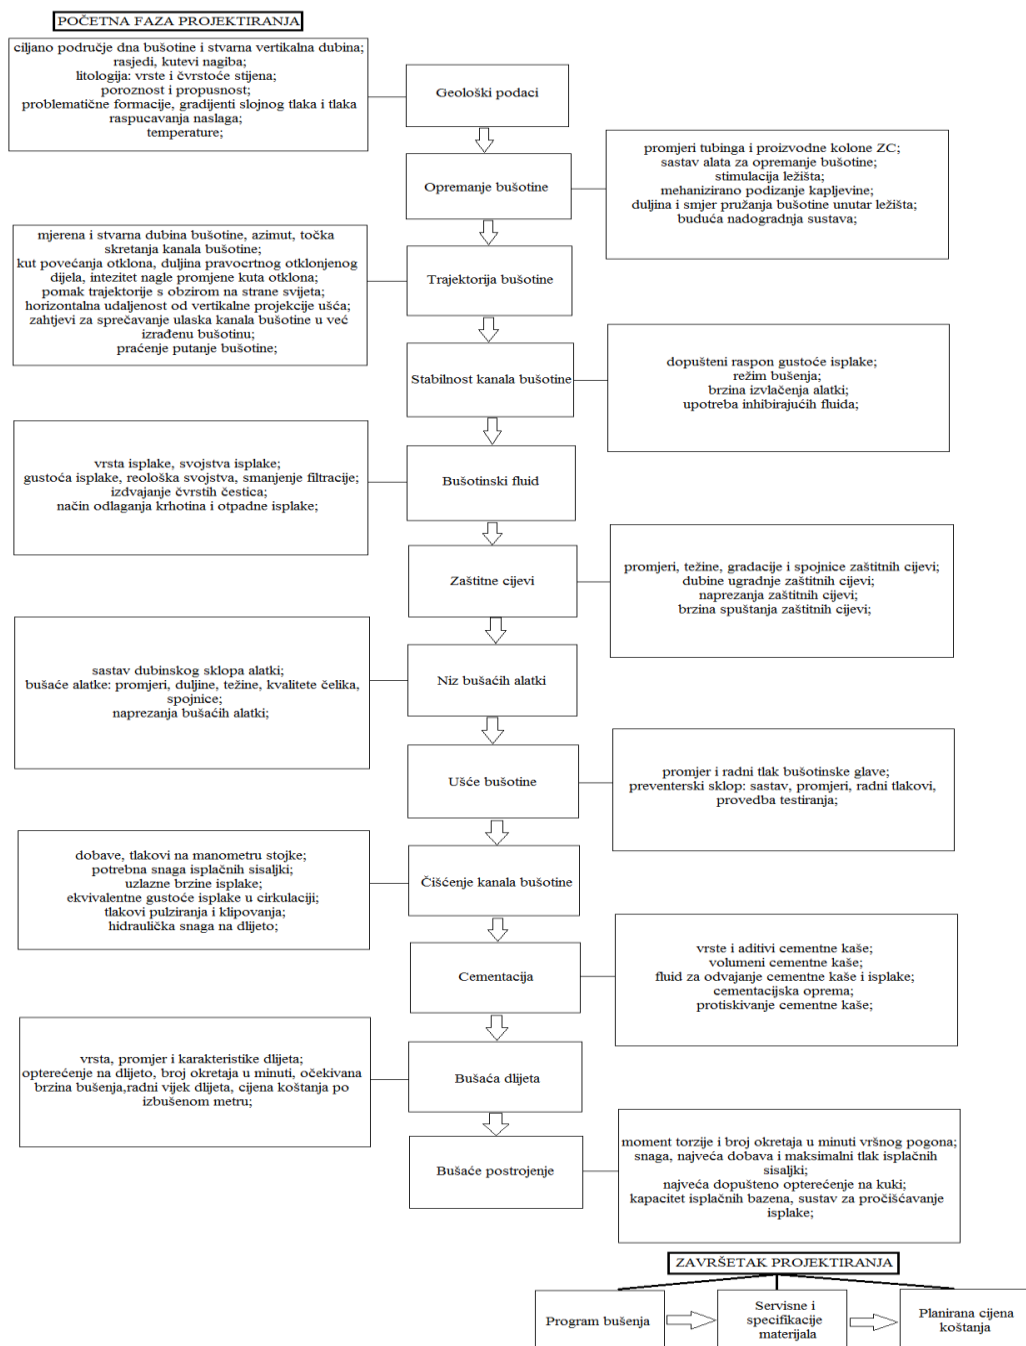 POČETNA FAZA PROJEKTIRANJA
ciljano područje dna bušotine i stvarna vertikalna dubina;
rasjedi, kutevi nagiba;
litologija: vrste i čvrstoće stijena;
poroznost i propusnost;
problematične formacije, gradijenti slojnog tlaka i tlaka
raspucavanja naslaga;
temperature;
Geološki podaci
Opremanje bušotine
promjeri tubinga i proizvodne kolone ZC;
sastav alata za opremanje bušotine;
stimulacija ležišta;
mehanizirano podizanje kapljevine;
duljina i smjer pružanja bušotine unutar ležišta;
buduća nadogradnja sustava;
mjerena i stvarna dubina bušotine, azimut, točka
skretanja kanala bušotine;
kut povećanja otklona, duljina pravocrtnog otklonjenog
dijela, intezitet nagle promjene kuta otklona;
pomak trajektorije s obzirom na strane svijeta;
horizontalna udaljenost od vertikalne projekcije ušća;
zahtjevi za sprečavanje ulaska kanala bušotine u već
izrađenu bušotinu;
praćenje putanje bušotine;
Trajektorija bušotine
Stabilnost kanala bušotine
dopušteni raspon gustoće isplake;
režim bušenja;
brzina izvlačenja alatki;
upotreba inhibirajućih fluida;
vrsta isplake, svojstva isplake;
gustoća isplake, reološka svojstva, smanjenje filtracije;
izdvajanje čvrstih čestica;
način odlaganja krhotina i otpadne isplake;
Bušotinski fluid
Zaštitne cijevi
promjeri, težine, gradacije i spojnice zaštitnih cijevi;
dubine ugradnje zaštitnih cijevi;
naprezanja zaštitnih cijevi;
brzina spuštanja zaštitnih cijevi;
sastav dubinskog sklopa alatki;
bušaće alatke: promjeri, duljine, težine, kvalitete čelika,
spojnice;
naprezanja bušaćih alatki;
Niz bušaćih alatki
Ušće bušotine
promjer i radni tlak bušotinske glave;
preventerski sklop: sastav, promjeri, radni tlakovi,
provedba testiranja;
dobave, tlakovi na manometru stojke;
potrebna snaga isplačnih sisaljki;
uzlazne brzine isplake;
ekvivalentne gustoće isplake u cirkulaciji;
tlakovi pulziranja i klipovanja;
hidraulička snaga na dlijeto;
Čišćenje kanala bušotine
Cementacija
vrste i aditivi cementne kaše;
volumeni cementne kaše;
fluid za odvajanje cementne kaše i isplake;
cementacijska oprema;
protiskivanje cementne kaše;
vrsta, promjer i karakteristike dlijeta;
opterećenje na dlijeto, broj okretaja u minuti, očekivana
brzina bušenja,radni vijek dlijeta, cijena koštanja po
izbušenom metru;
Bušaća dlijeta
Bušaće postrojenje
moment torzije i broj okretaja u minuti vršnog pogona;
snaga, najveća dobava i maksimalni tlak isplačnih
sisaljki;
najveća dopušteno opterećenje na kuki;
kapacitet isplačnih bazena, sustav za pročišćavanje
isplake;
ZAVRŠETAK PROJEKTIRANJA
Program bušenja
Servisne i
specifikacije
materijala
Planirana cijena
koštanja